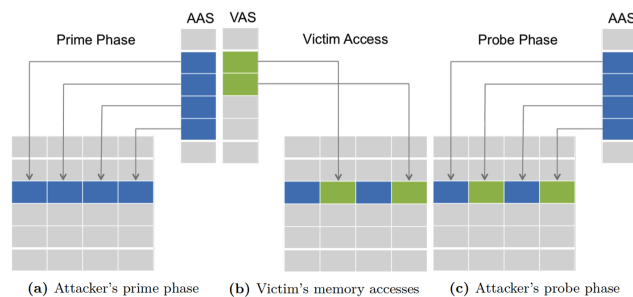 AAS VAS AAS
Prime Phase Victim Access Probe Phase
(a) Attacker's prime phase (b) Victim's memory accesses (c) Attacker's probe phase